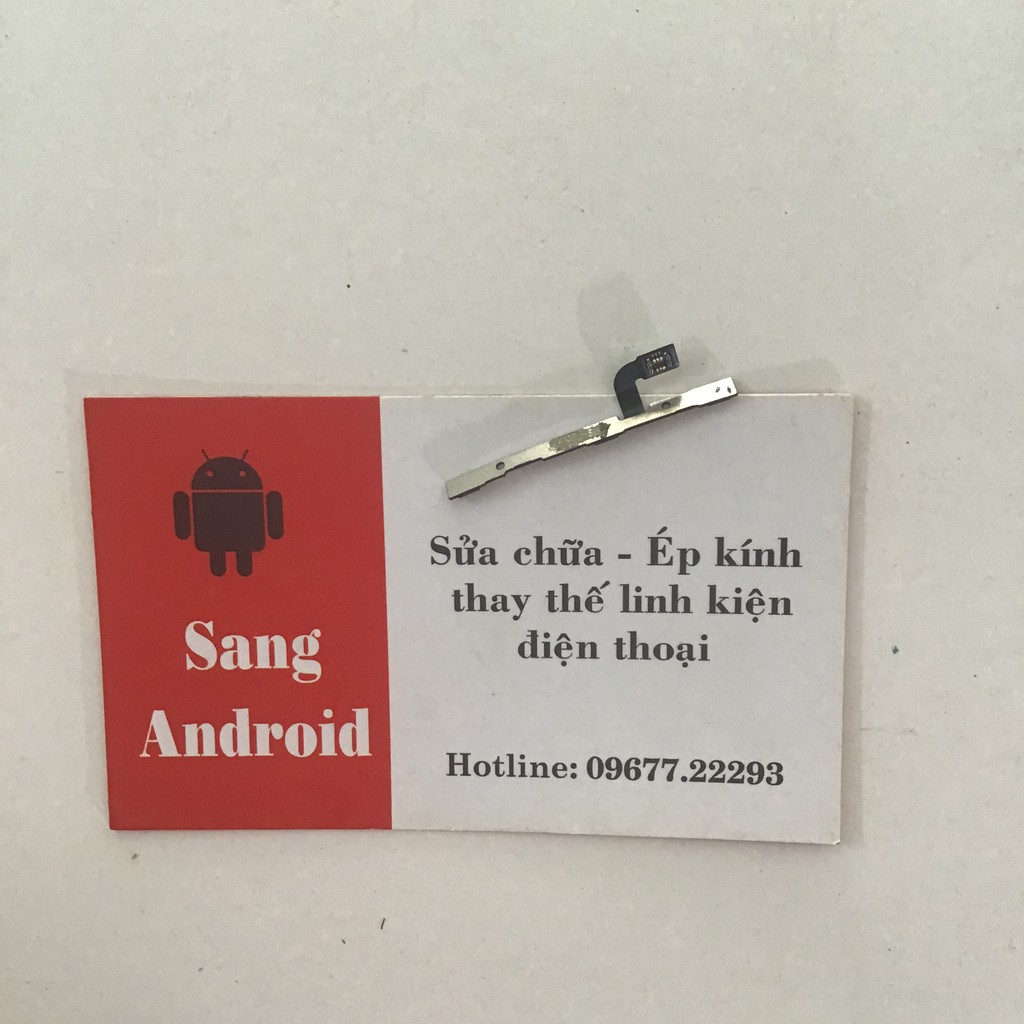 Sang
Android
Sửa chữa - Ép kính
thay thế linh kiện
điện thoại
Hotline: 09677.22293